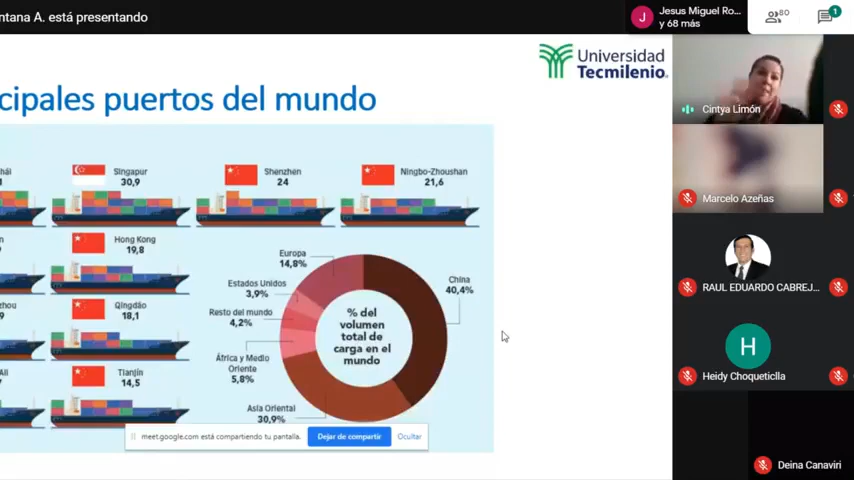 ntana A. está presentando
Jesus Miguel Ro...
y 68 más
J
80
1
Universidad
Tecmilenio®
cipales puertos del mundo
hái
Singapur
30,9
Shenzhen
24
Ningbo-Zhoushan
21,6
Hong Kong
19,8
zhou
Qingdáo
18,1
Tianjin
14,5
Europa
14,8%
Estados Unidos
3,9%
Resto del mundo
4,2%
África y Medio
Oriente
5,8%
Asia Oriental
30,9%
China
40,4%
% del
volumen
total de
carga en el
mundo
meet.google.com está compartiendo tu pantalla.
Dejar de compartir
Ocultar
Cintya Limón
Marcelo Azeñas
RAUL EDUARDO CABREJ...
H
Heidy Choqueticlla
Deina Canaviri